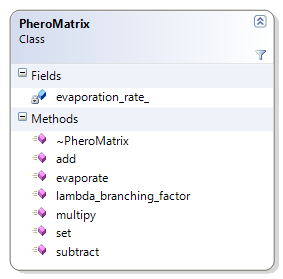 PheroMatrix
Class
Fields
evaporation_rate_
Methods
~PheroMatrix
add
evaporate
lambda_branching_factor
multipy
set
subtract